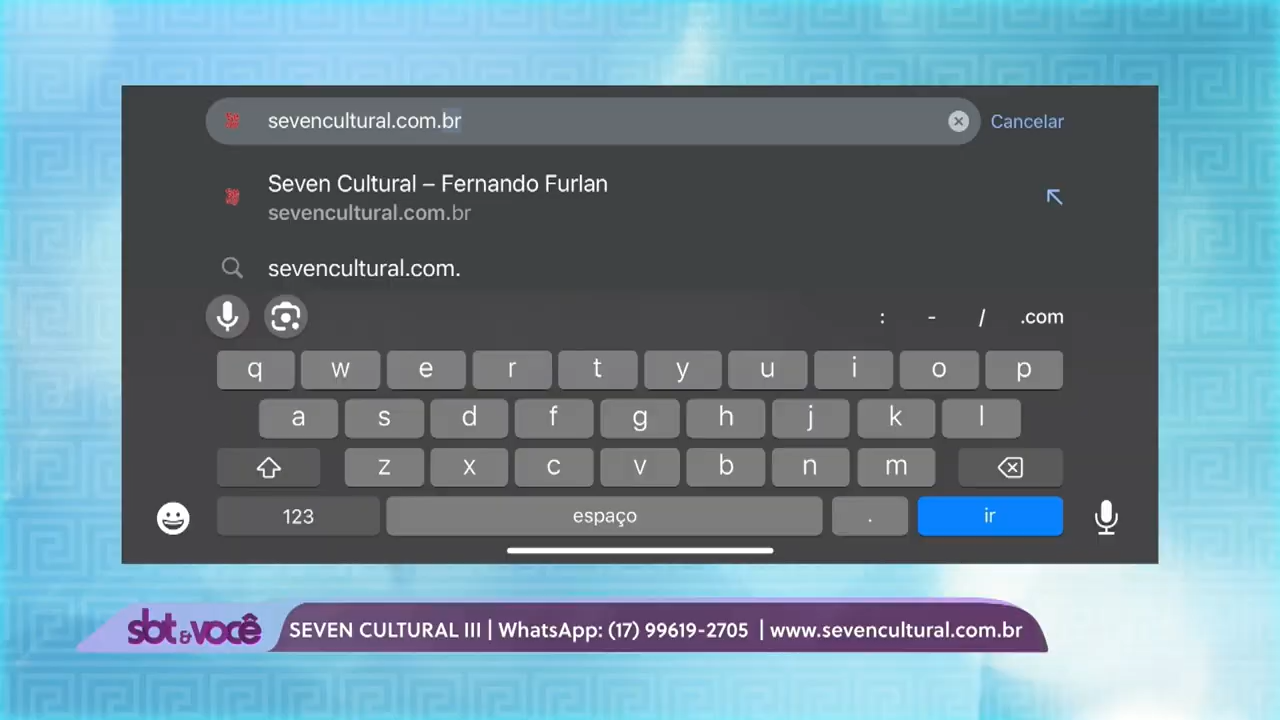 sevencultural.com.br
Cancelar
Seven Cultural – Fernando Furlan
sevencultural.com.br
sevencultural.com.
: - / .com
q w e r t y u i o p
a s d f g h j k l
z x c v b n m
123 espaço . ir
sbt &você SEVEN CULTURAL III | WhatsApp: (17) 99619-2705 | www.sevencultural.com.br